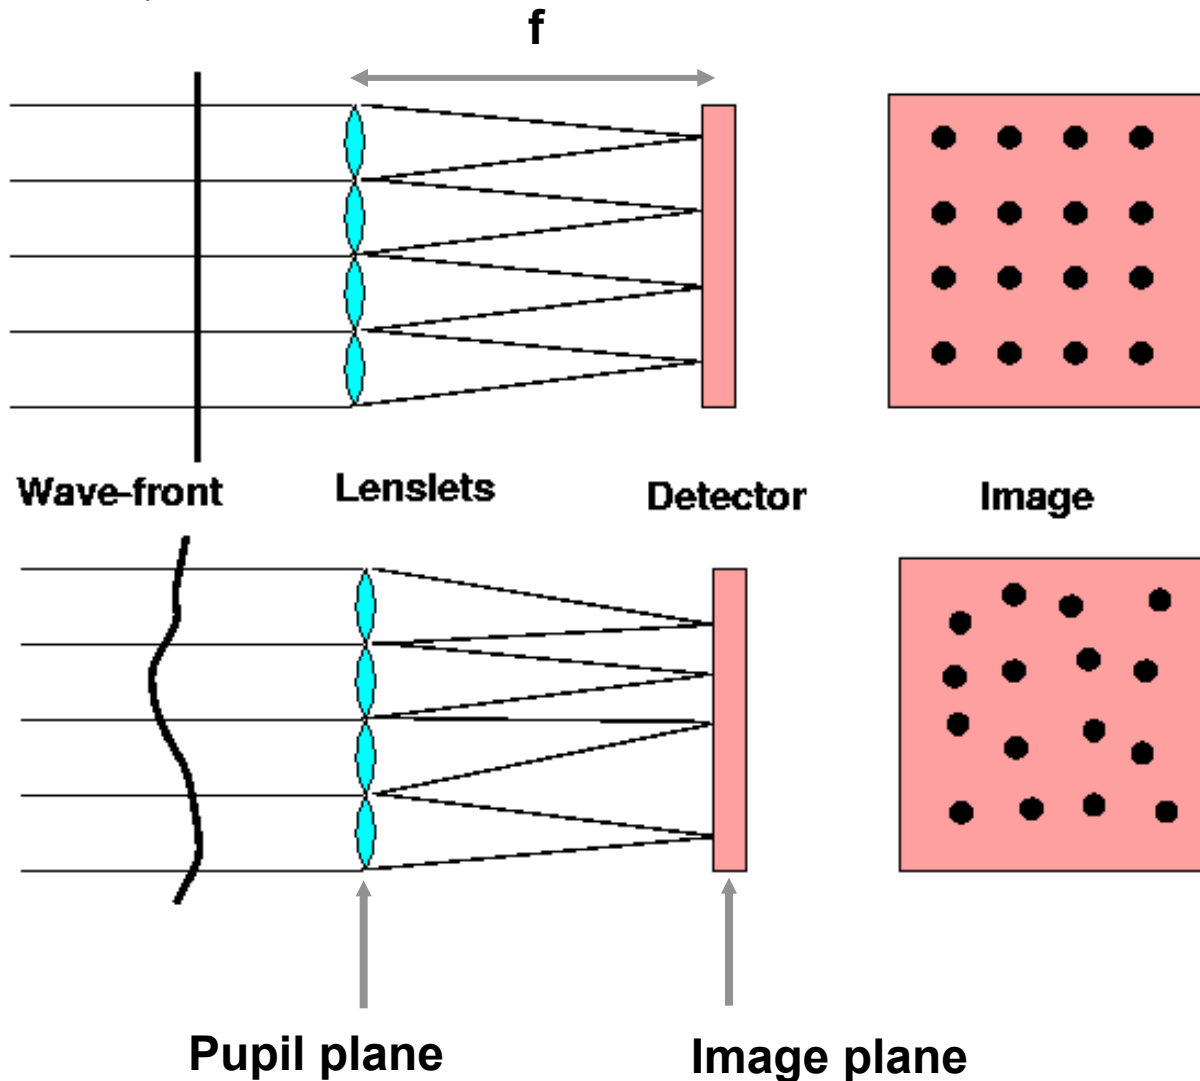 f
Wave-front
Lenslets
Detector
Image
Pupil plane
Image plane